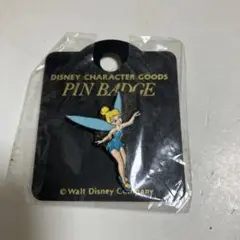 DISNEY CHARACTER GOODS
PIN BADGE
©Walt Disney Company